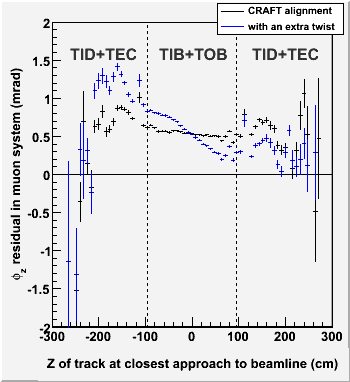 CRAFT alignment
with an extra twist
TID+TEC TIB+TOB TID+TEC
2
1.5
1
0.5
0
-0.5
-1
-1.5
-2
-300 -200 -100 0 100 200 300
ϕz residual in muon system (mrad)
Z of track at closest approach to beamline (cm)